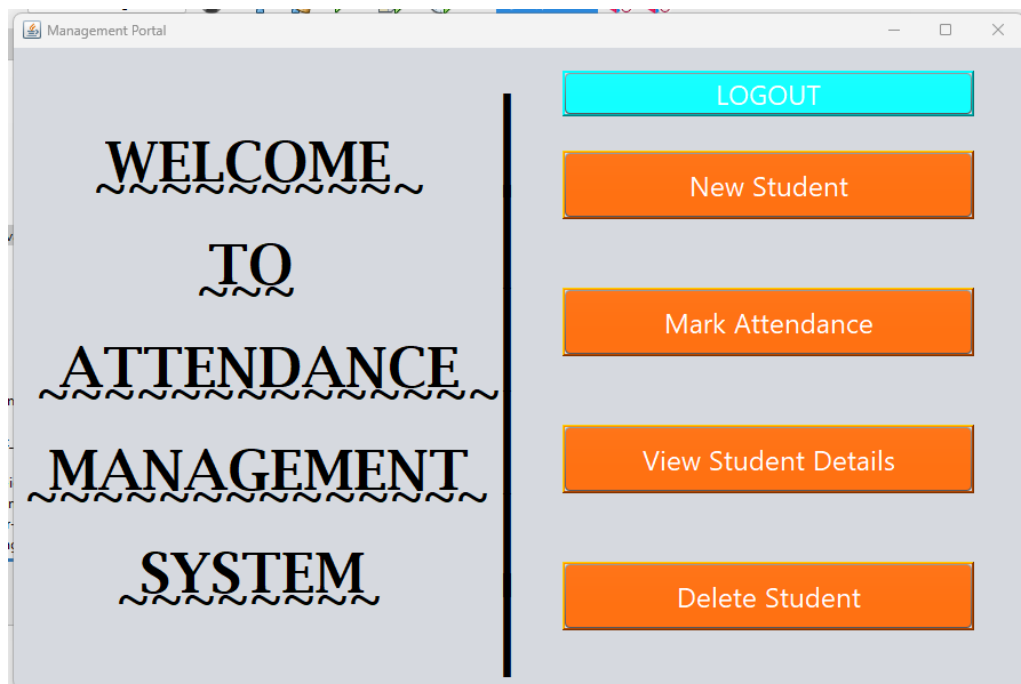 Management Portal
WELCOME
~~~~~~~~~~
TO
~~~
ATTENDANCE
~~~~~~~~~~~~~~
MANAGEMENT
~~~~~~~~~~~~~~
SYSTEM
~~~~~~~~
LOGOUT
New Student
Mark Attendance
View Student Details
Delete Student